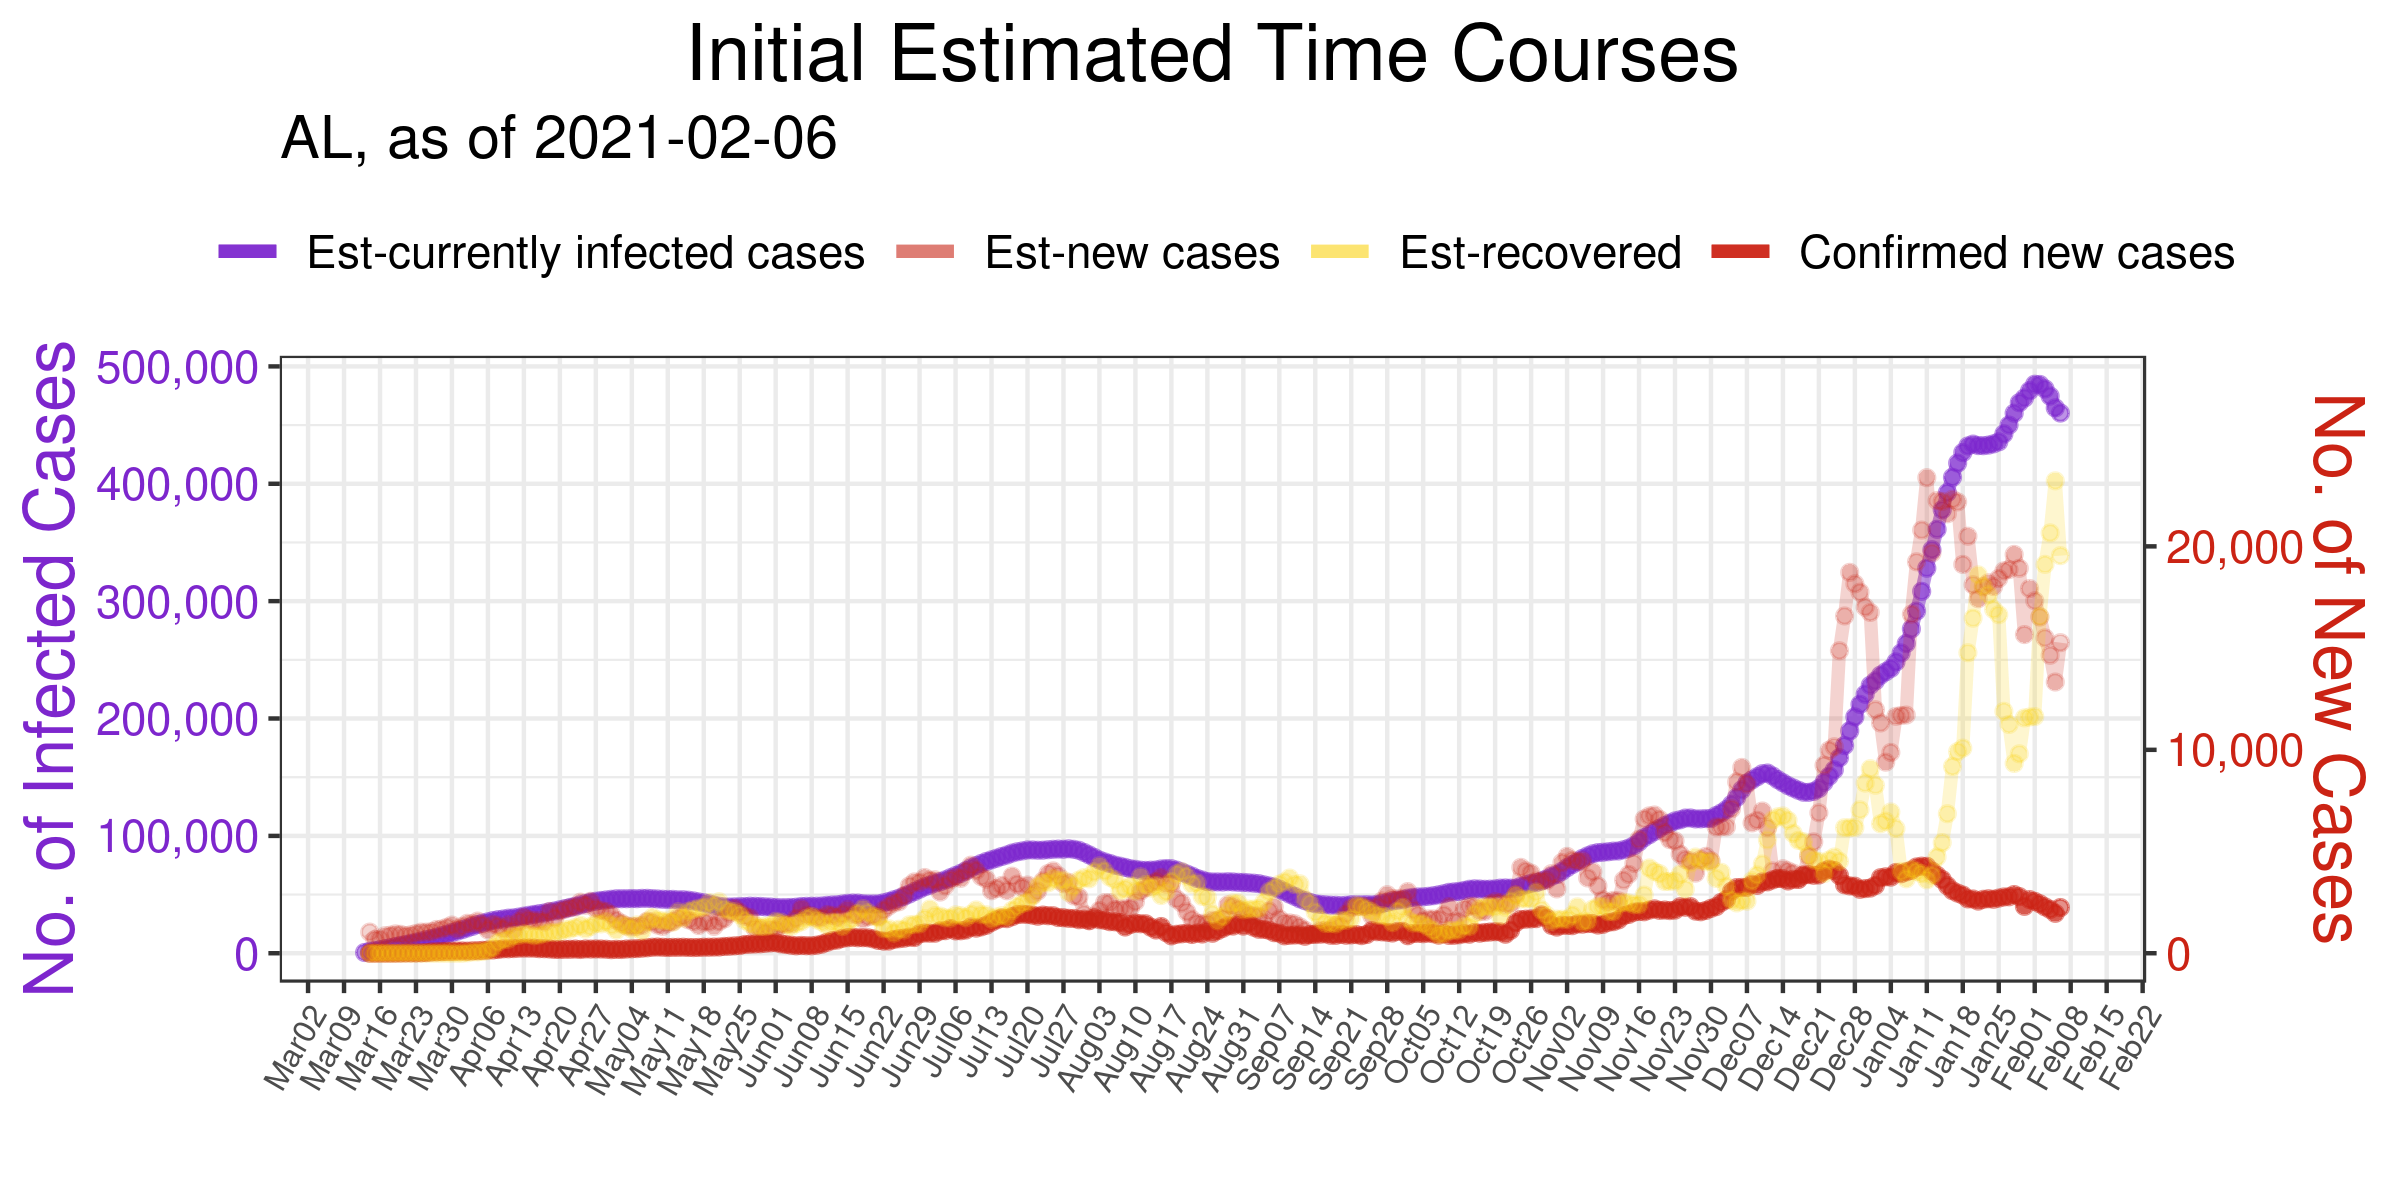 Initial Estimated Time Courses
AL, as of 2021-02-06
Est-currently infected cases Est-new cases Est-recovered Confirmed new cases
No. of Infected Cases
500,000
400,000
300,000
200,000
100,000
0
20,000
10,000
0
No. of New Cases
Mar02 Mar09 Mar16 Mar23 Mar30 Apr06 Apr13 Apr20 Apr27 May04 May11 May18 May25 Jun01 Jun08 Jun15 Jun22 Jun29 Jul06 Jul13 Jul20 Jul27 Aug03 Aug10 Aug17 Aug24 Aug31 Sep07 Sep14 Sep21 Sep28 Oct05 Oct12 Oct19 Oct26 Nov02 Nov09 Nov16 Nov23 Nov30 Dec07 Dec14 Dec21 Dec28 Jan04 Jan11 Jan18 Jan25 Feb01 Feb08 Feb15 Feb22